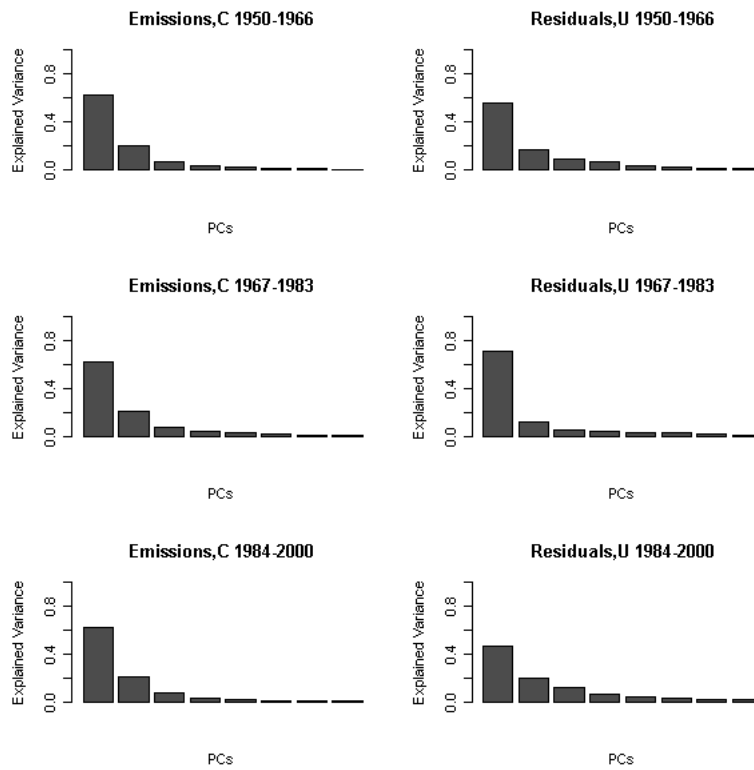 Emissions,C 1950-1966
Explained Variance
0.0 0.4 0.8
PCs
Residuals,U 1950-1966
Explained Variance
0.0 0.4 0.8
PCs
Emissions,C 1967-1983
Explained Variance
0.0 0.4 0.8
PCs
Residuals,U 1967-1983
Explained Variance
0.0 0.4 0.8
PCs
Emissions,C 1984-2000
Explained Variance
0.0 0.4 0.8
PCs
Residuals,U 1984-2000
Explained Variance
0.0 0.4 0.8
PCs